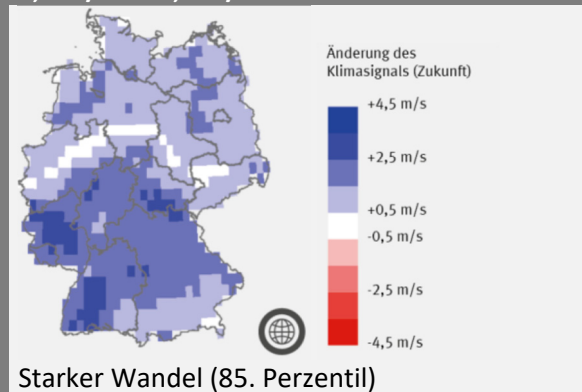 Änderung des
Klimasignals (Zukunft)
+4,5 m/s
+2,5 m/s
+0,5 m/s
-0,5 m/s
-2,5 m/s
-4,5 m/s
Starker Wandel (85. Perzentil)